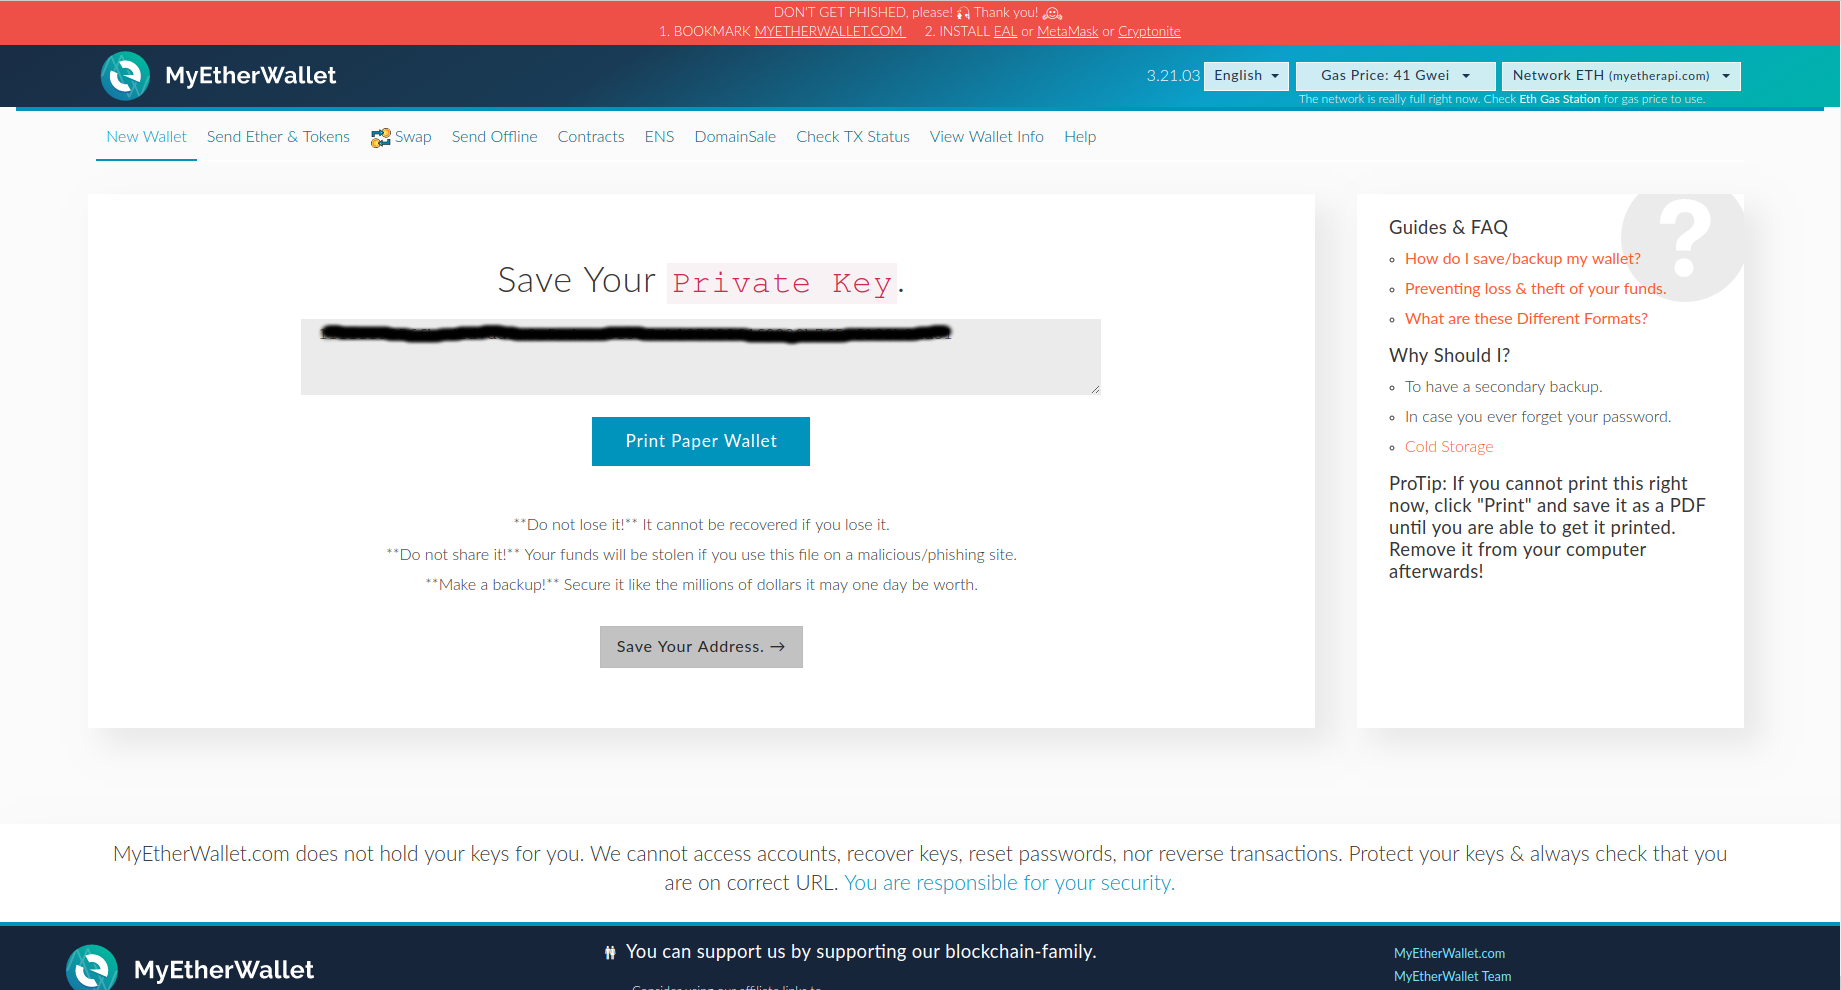 DON'T GET PHISHED, please! Thank you!
1. BOOKMARK MYETHERWALLET.COM 2. INSTALL EAL or MetaMask or Cryptonite
MyEtherWallet
3.21.03 English Gas Price: 41 Gwei Network ETH (myetherapi.com)
The network is really full right now. Check Eth Gas Station for gas price to use.
New Wallet Send Ether & Tokens Swap Send Offline Contracts ENS DomainSale Check TX Status View Wallet Info Help
Save Your Private Key.
Print Paper Wallet
**Do not lose it!** It cannot be recovered if you lose it.
**Do not share it!** Your funds will be stolen if you use this file on a malicious/phishing site.
**Make a backup!** Secure it like the millions of dollars it may one day be worth.
Save Your Address. →
Guides & FAQ
How do I save/backup my wallet?
Preventing loss & theft of your funds.
What are these Different Formats?
Why Should I?
To have a secondary backup.
In case you ever forget your password.
Cold Storage
ProTip: If you cannot print this right
now, click "Print" and save it as a PDF
until you are able to get it printed.
Remove it from your computer
afterwards!
MyEtherWallet.com does not hold your keys for you. We cannot access accounts, recover keys, reset passwords, nor reverse transactions. Protect your keys & always check that you
are on correct URL. You are responsible for your security.
MyEtherWallet
You can support us by supporting our blockchain-family.
Consider using our affiliate links to
MyEtherWallet.com
MyEtherWallet Team